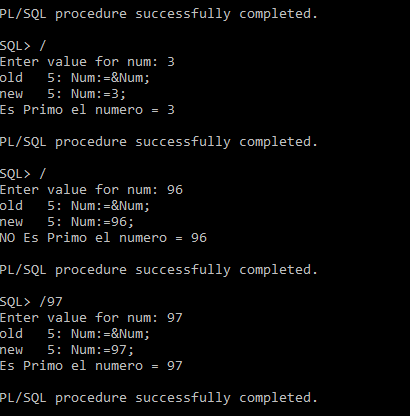 PL/SQL procedure successfully completed.
SQL> /
Enter value for num: 3
old   5: Num:=&Num;
new   5: Num:=3;
Es Primo el numero = 3
PL/SQL procedure successfully completed.
SQL> /
Enter value for num: 96
old   5: Num:=&Num;
new   5: Num:=96;
NO Es Primo el numero = 96
PL/SQL procedure successfully completed.
SQL> /97
Enter value for num: 97
old   5: Num:=&Num;
new   5: Num:=97;
Es Primo el numero = 97
PL/SQL procedure successfully completed.